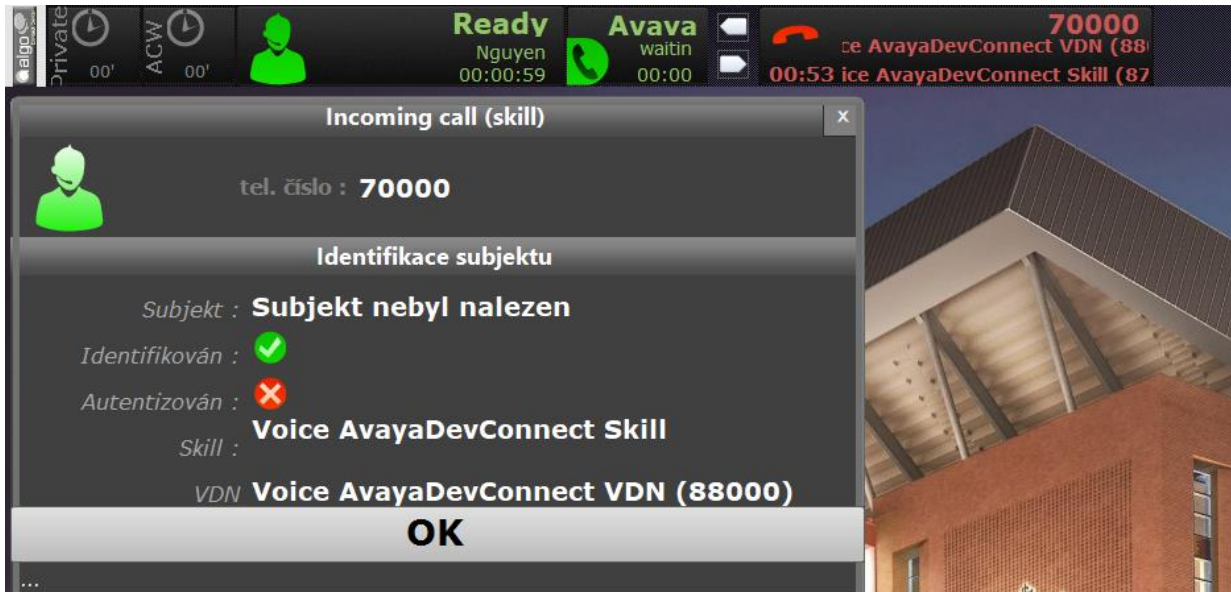 algo
Private
00'
ACW
00'
Ready
Nguyen
00:00:59
Avaya
waitin
00:00
70000
ce AvayaDevConnect VDN (88
00:53 ice AvayaDevConnect Skill (87
Incoming call (skill)
x
tel. číslo : 70000
Identifikace subjektu
Subjekt : Subjekt nebyl nalezen
Identifikován :
Autentizován :
Skill : Voice AvayaDevConnect Skill
VDN Voice AvayaDevConnect VDN (88000)
OK
...